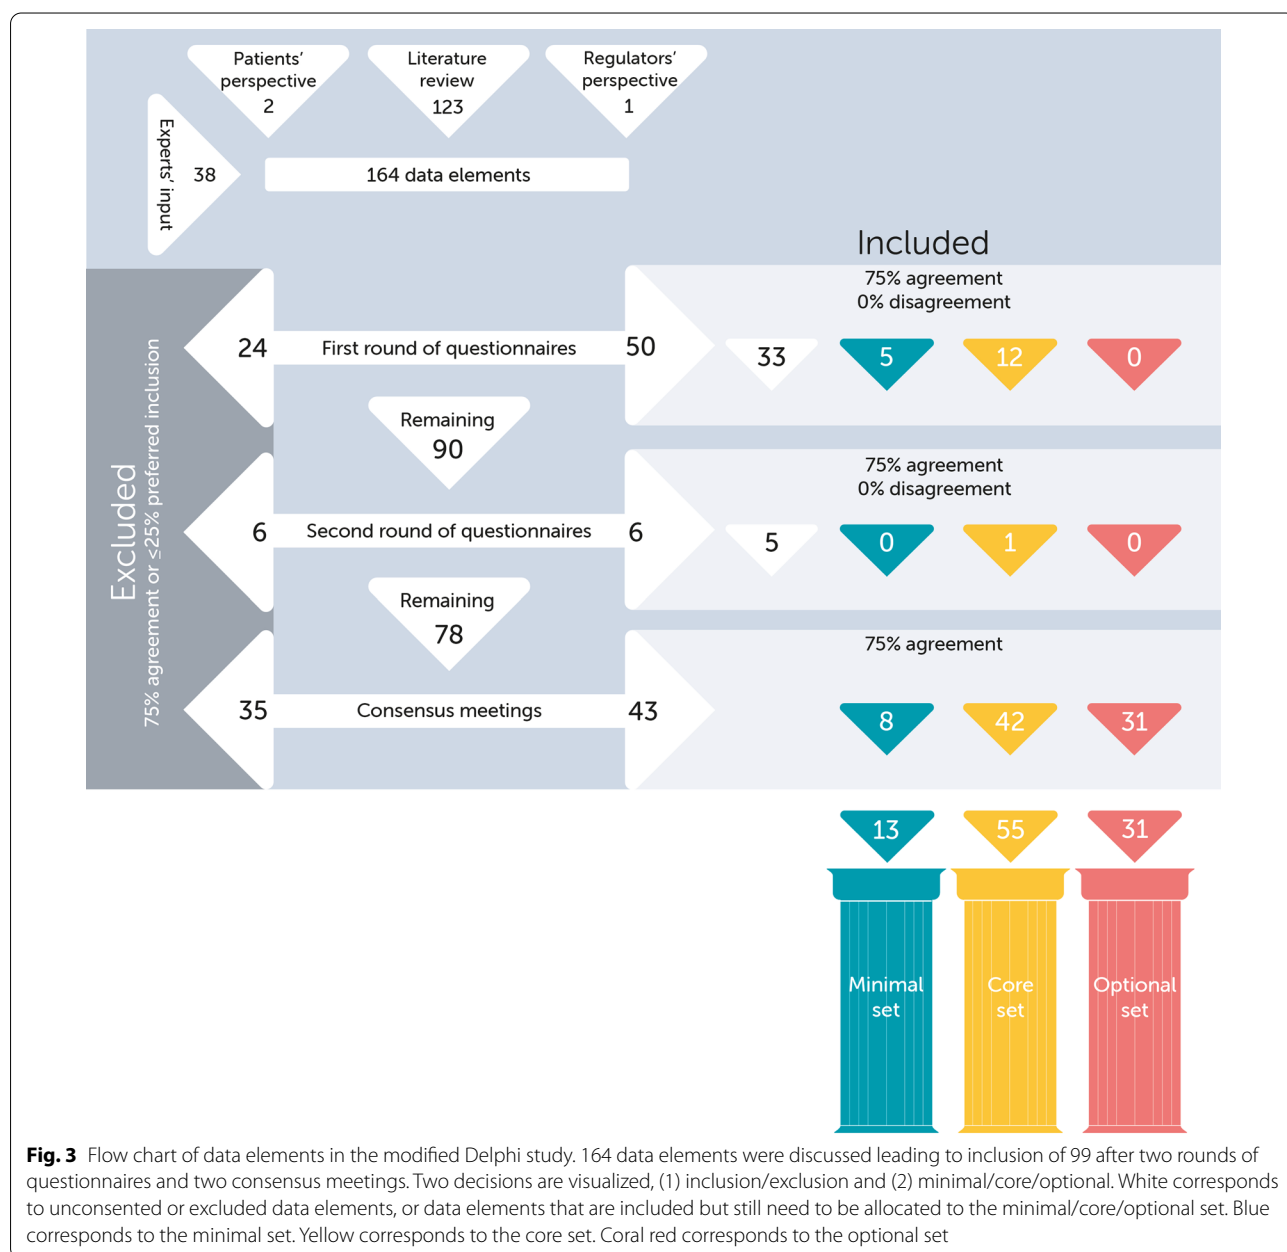 Patients'
perspective
2
Literature
review
123
Regulators'
perspective
1
Experts' input
38
164 data elements
Included
75% agreement
0% disagreement
24
First round of questionnaires
50
33
5
12
0
Remaining
90
75% agreement
0% disagreement
6
Second round of questionnaires
6
5
0
1
0
Remaining
78
75% agreement
35
Consensus meetings
43
8
42
31
Excluded
75% agreement or ≤25% preferred inclusion
13
55
31
Minimal
set
Core
set
Optional
set
Fig. 3 Flow chart of data elements in the modified Delphi study. 164 data elements were discussed leading to inclusion of 99 after two rounds of
questionnaires and two consensus meetings. Two decisions are visualized, (1) inclusion/exclusion and (2) minimal/core/optional. White corresponds
to unconsented or excluded data elements, or data elements that are included but still need to be allocated to the minimal/core/optional set. Blue
corresponds to the minimal set. Yellow corresponds to the core set. Coral red corresponds to the optional set